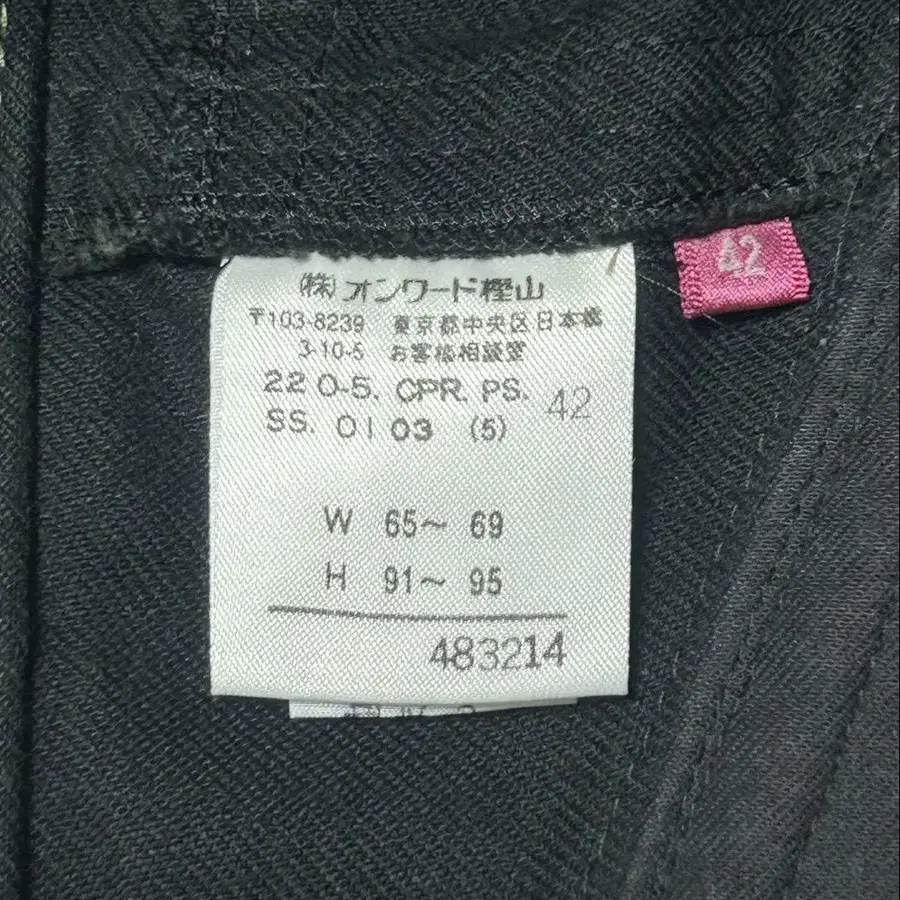 (株)オンワード樫山
〒103-8239 東京都中央区日本橋
3-10-5 お客様相談室
22 0-5. CPR. PS. 42
SS. 01 03 (5)
W 65~ 69
H 91~ 95
483214
42